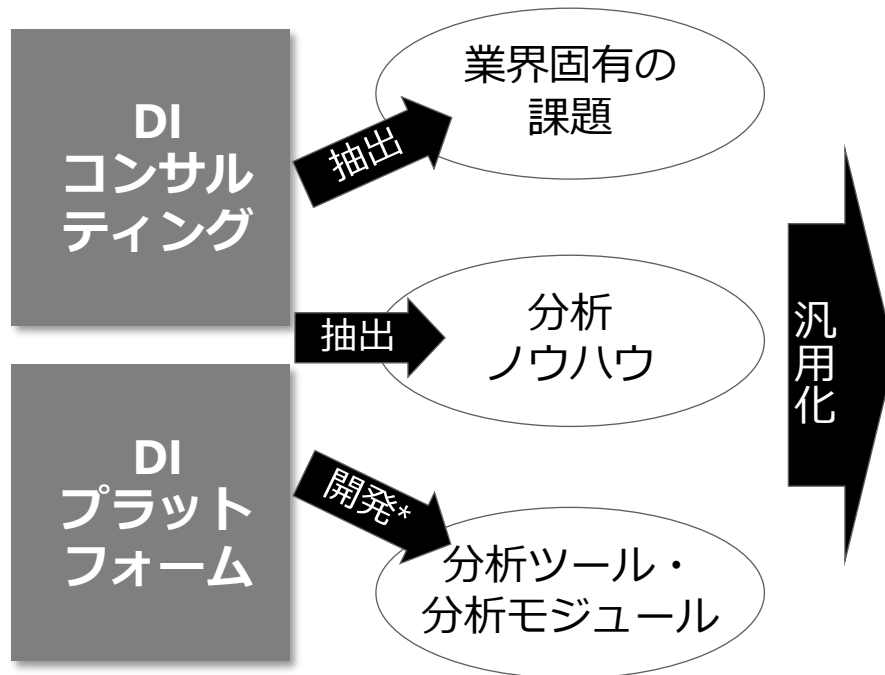 DI
コンサル
ティング
抽出
業界固有の
課題
抽出
分析
ノウハウ
DI
プラット
フォーム
開発*
分析ツール・
分析モジュール
汎用化